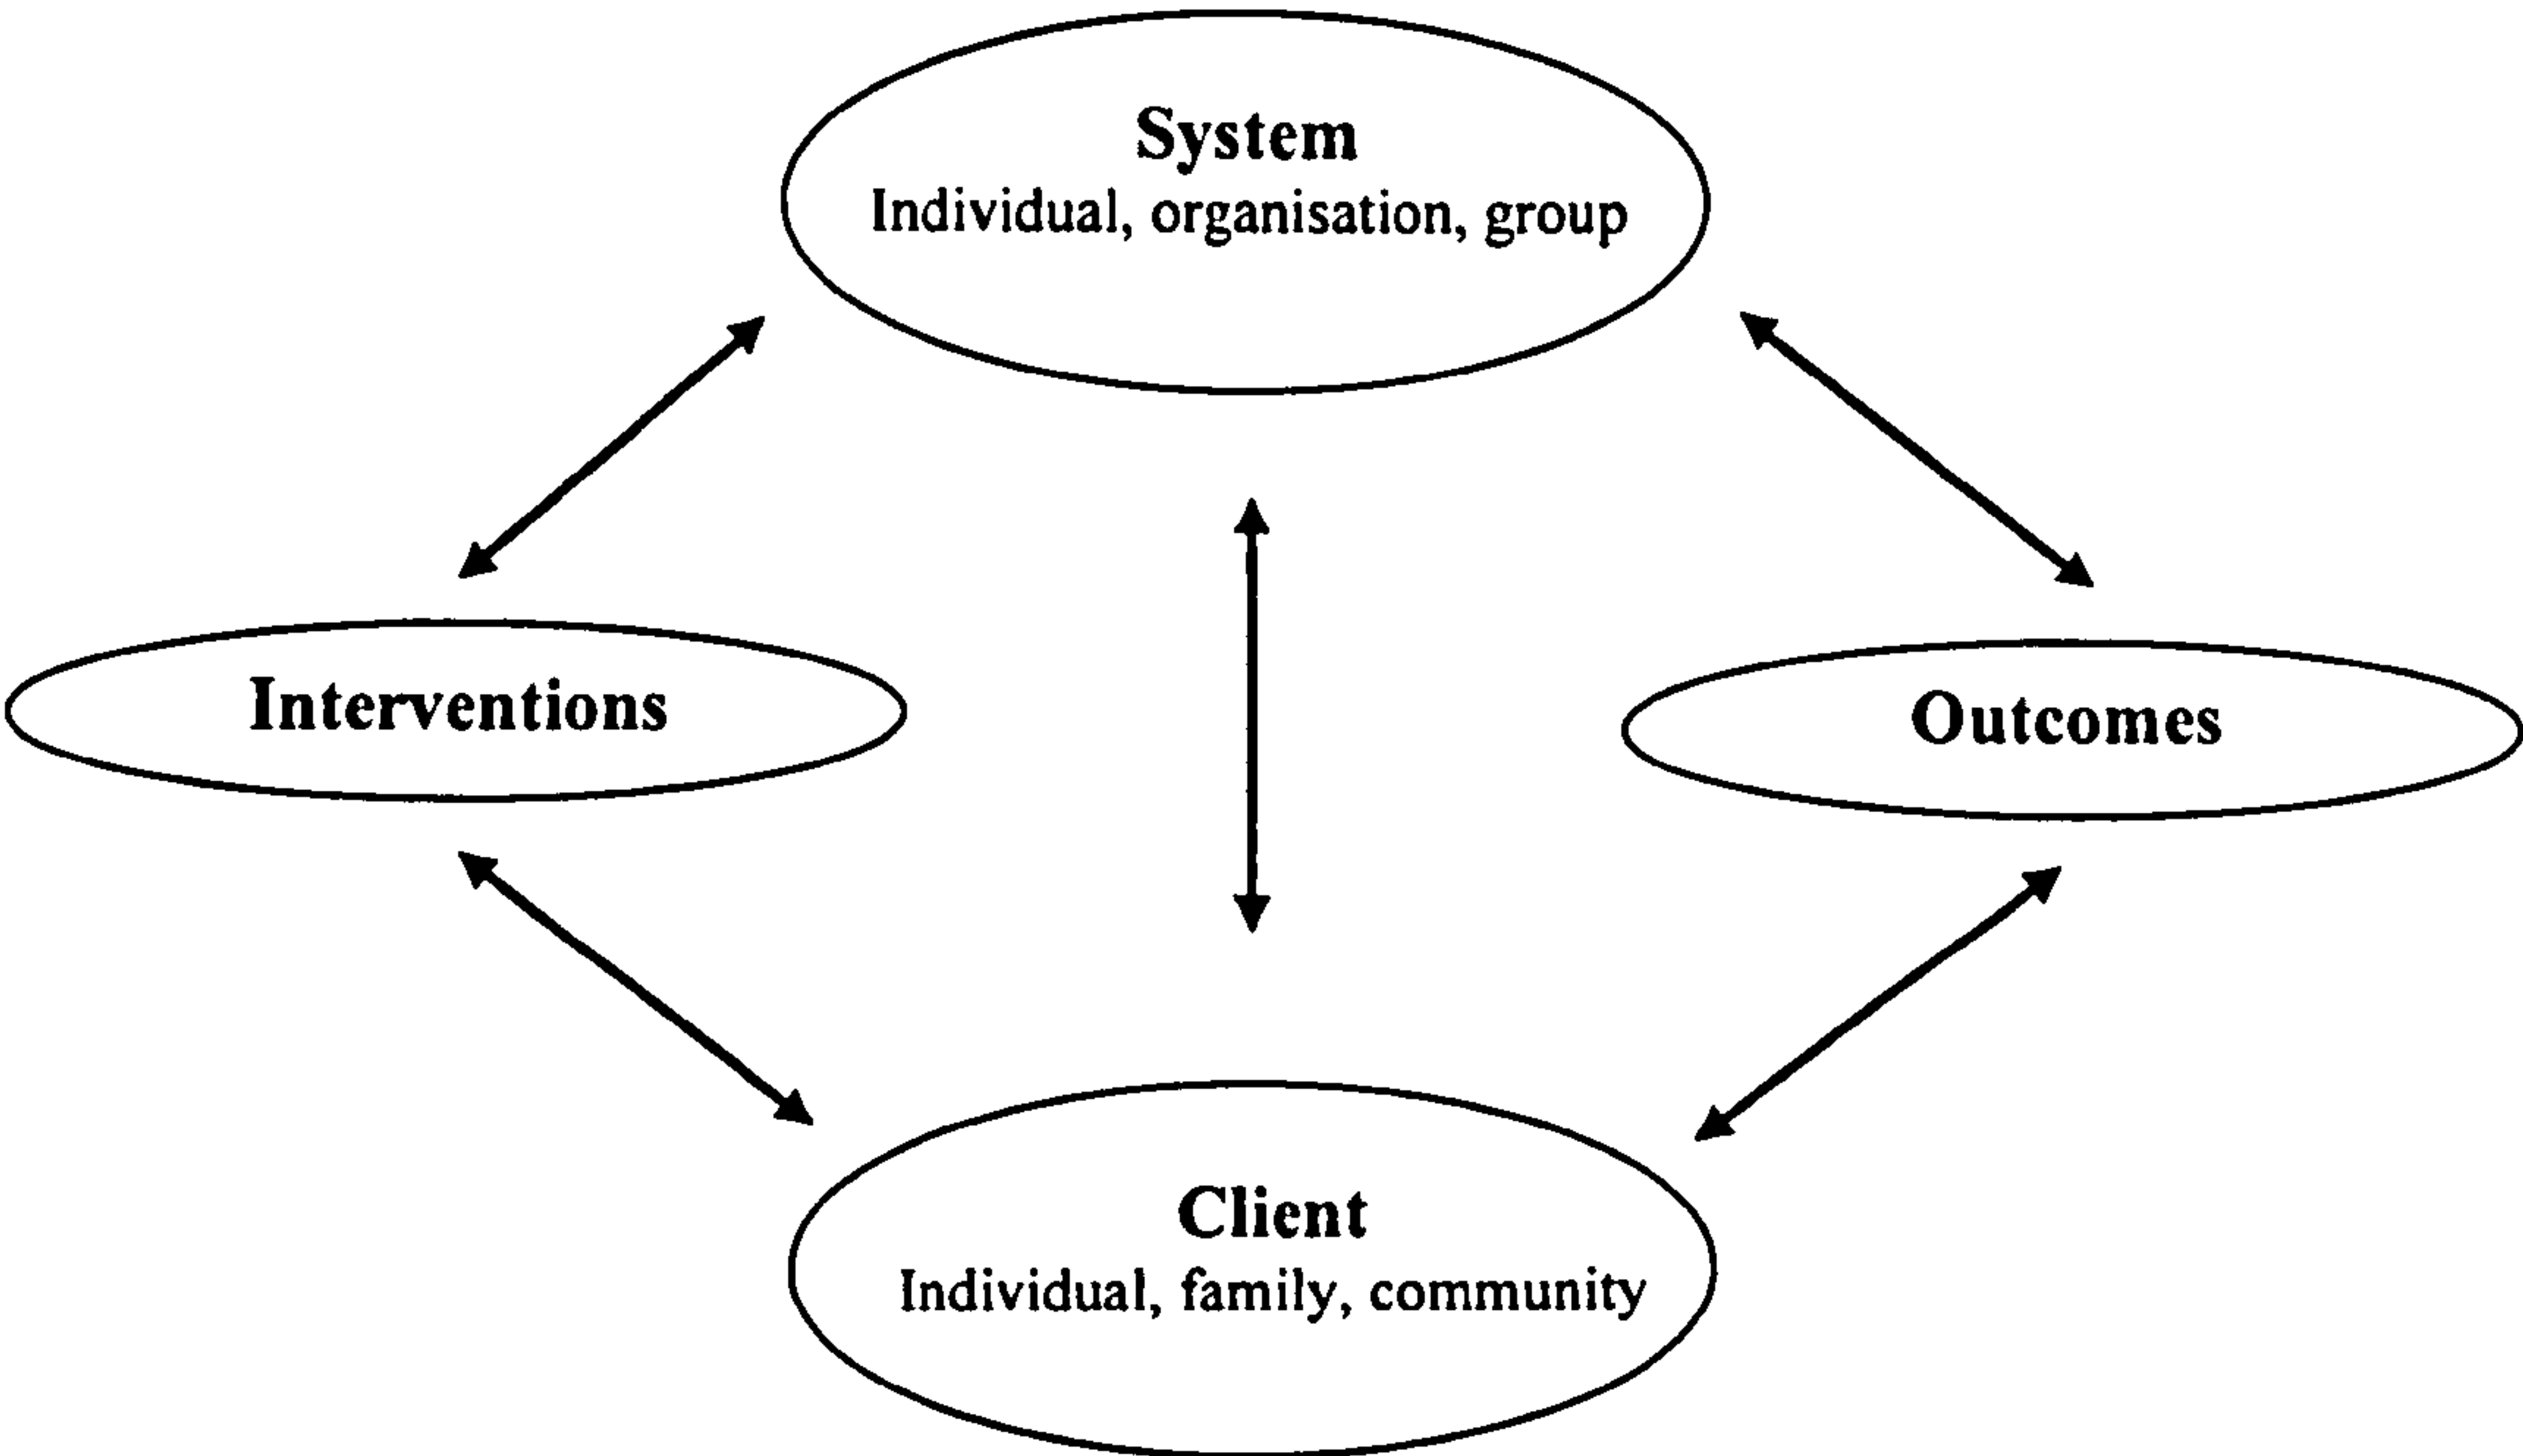 System
Individual, organisation, group
Interventions
Outcomes
Client
Individual, family, community